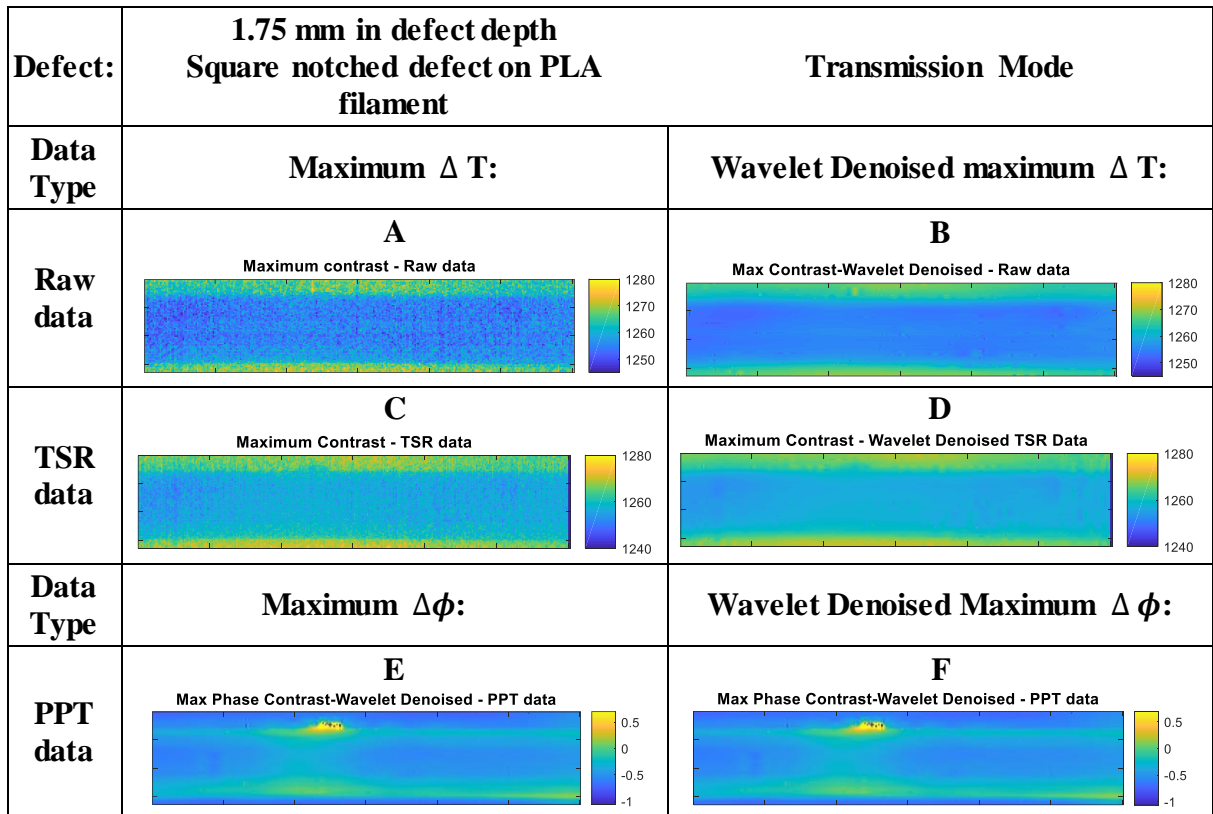 Defect:
1.75 mm in defect depth
Square notched defect on PLA
filament
Transmission Mode
Data
Type
Maximum Δ T:
Wavelet Denoised maximum Δ T:
Raw
data
A
Maximum contrast - Raw data
1280
1270
1260
1250
B
Max Contrast-Wavelet Denoised - Raw data
1280
1270
1260
1250
TSR
data
C
Maximum Contrast - TSR data
1280
1260
1240
D
Maximum Contrast - Wavelet Denoised TSR Data
1280
1260
1240
Data
Type
Maximum Δϕ:
Wavelet Denoised Maximum Δ ϕ:
PPT
data
E
Max Phase Contrast-Wavelet Denoised - PPT data
0.5
0
-0.5
-1
F
Max Phase Contrast-Wavelet Denoised - PPT data
0.5
0
-0.5
-1